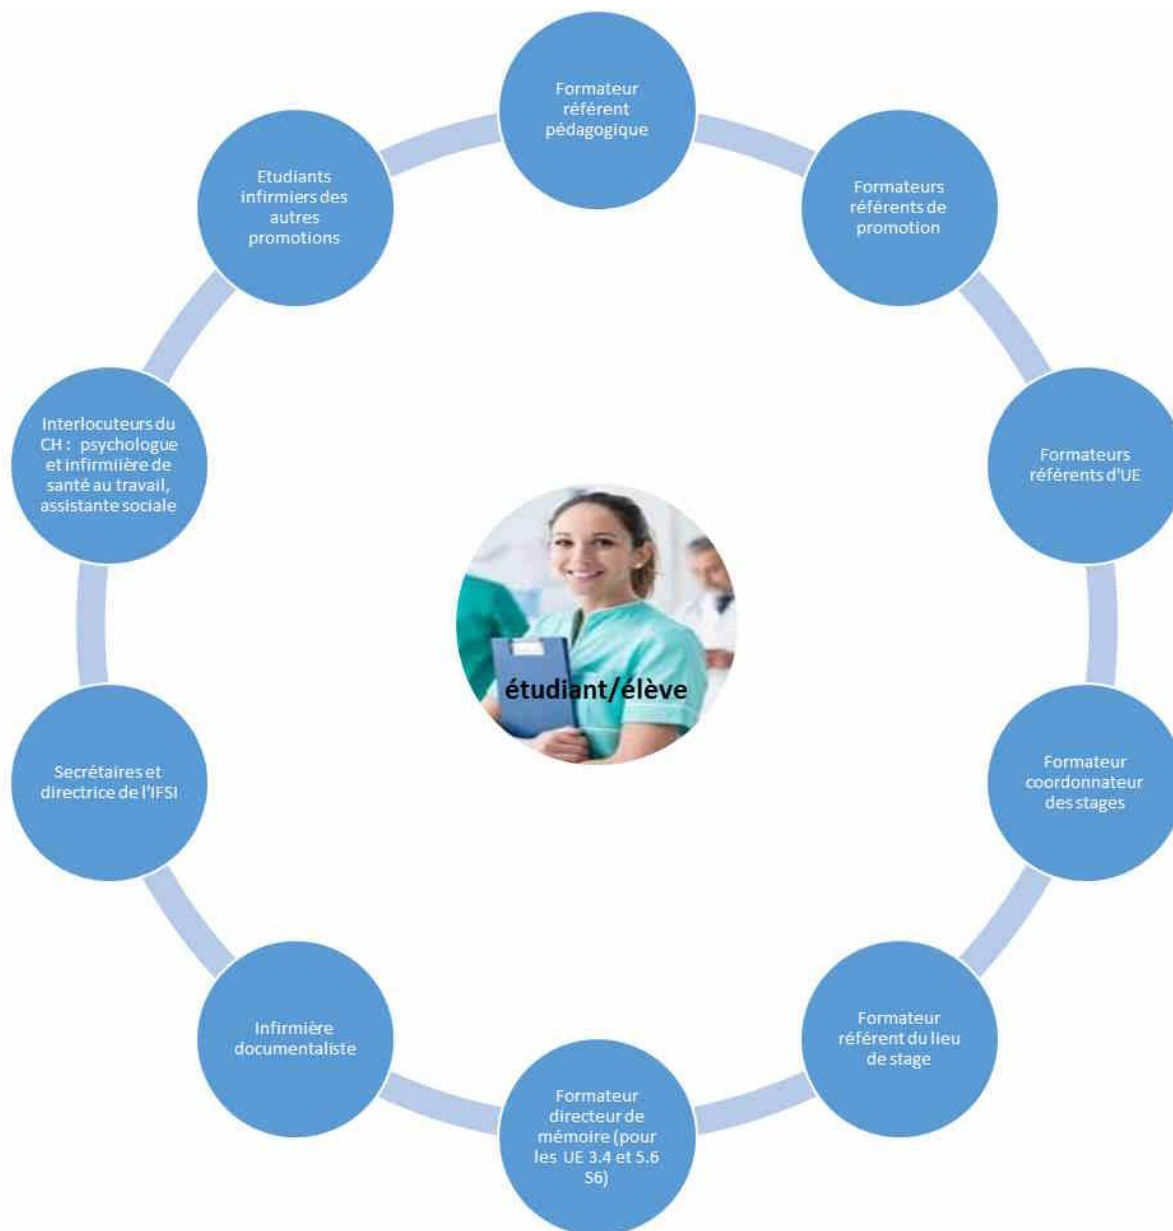 Formateur
référent
pédagogique
Formateurs
référents de
promotion
Formateurs
référents d'UE
Formateur
coordonnateur
des stages
Formateur
référent du lieu
de stage
Formateur
directeur de
mémoire (pour
les UE 3.4 et 5.6
S6)
Infirmière
documentaliste
Secrétaires et
directrice de l'IFSI
Interlocuteurs du
CH : psychologue
et infirmiière de
santé au travail,
assistante sociale
Etudiants
infirmiers des
autres
promotions
étudiant/élève